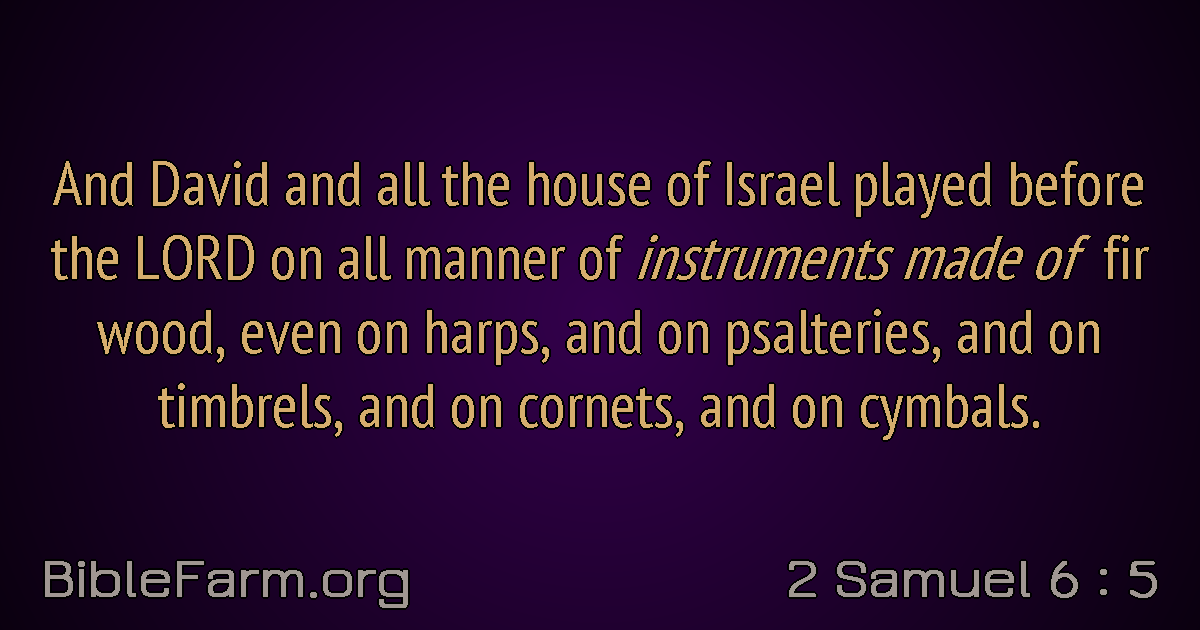 And David and all the house of Israel played before
the LORD on all manner of instruments made of fir
wood, even on harps, and on psalteries, and on
timbrels, and on cornets, and on cymbals.
BibleFarm.org
2 Samuel 6 : 5